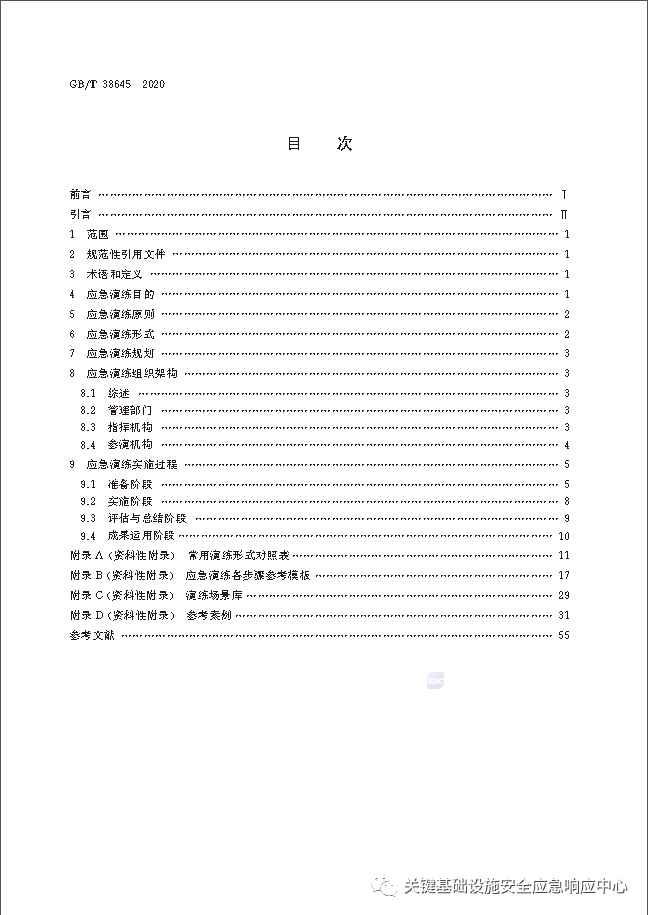 GB/T 38645 2020
目 次
前言 …… Ⅰ
引言 …… Ⅱ
1 范围 …… 1
2 规范性引用文件 …… 1
3 术语和定义 …… 1
4 应急演练目的 …… 1
5 应急演练原则 …… 2
6 应急演练形式 …… 2
7 应急演练规划 …… 3
8 应急演练组织架构 …… 3
8.1 综述 …… 3
8.2 管理部门 …… 3
8.3 指挥机构 …… 3
8.4 参演机构 …… 4
9 应急演练实施过程 …… 5
9.1 准备阶段 …… 5
9.2 实施阶段 …… 8
9.3 评估与总结阶段 …… 9
9.4 成果运用阶段 …… 10
附录 A（资料性附录） 常用演练形式对照表 …… 11
附录 B（资料性附录） 应急演练各步骤参考模板 …… 17
附录 C（资料性附录） 演练场景库 …… 29
附录 D（资料性附录） 参考案例 …… 31
参考文献 …… 55
关键基础设施安全应急响应中心